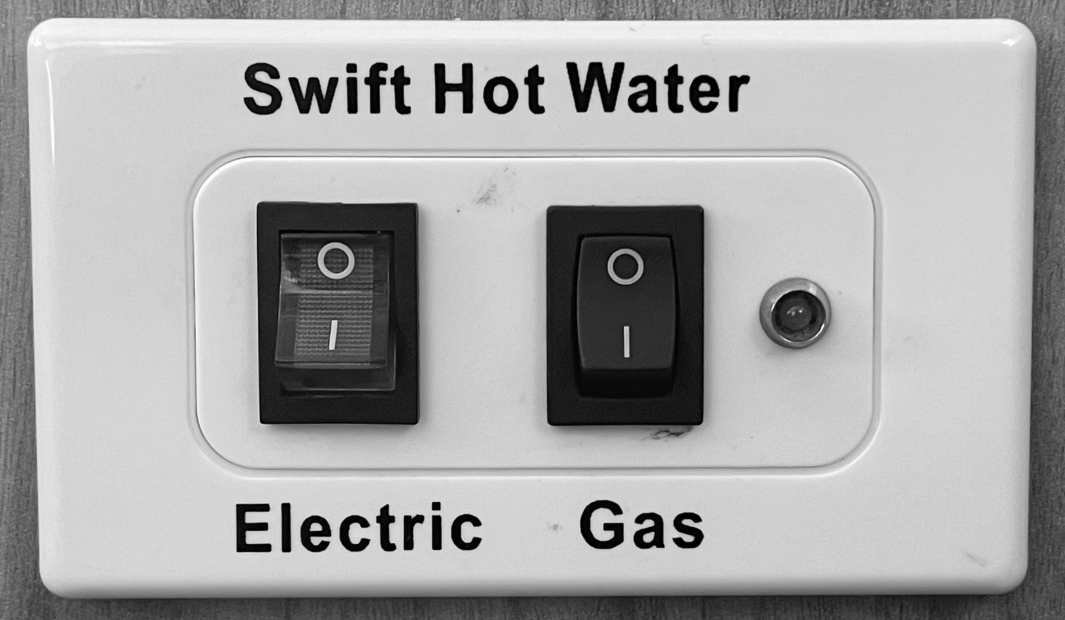 Swift Hot Water
O O
I I
Electric Gas